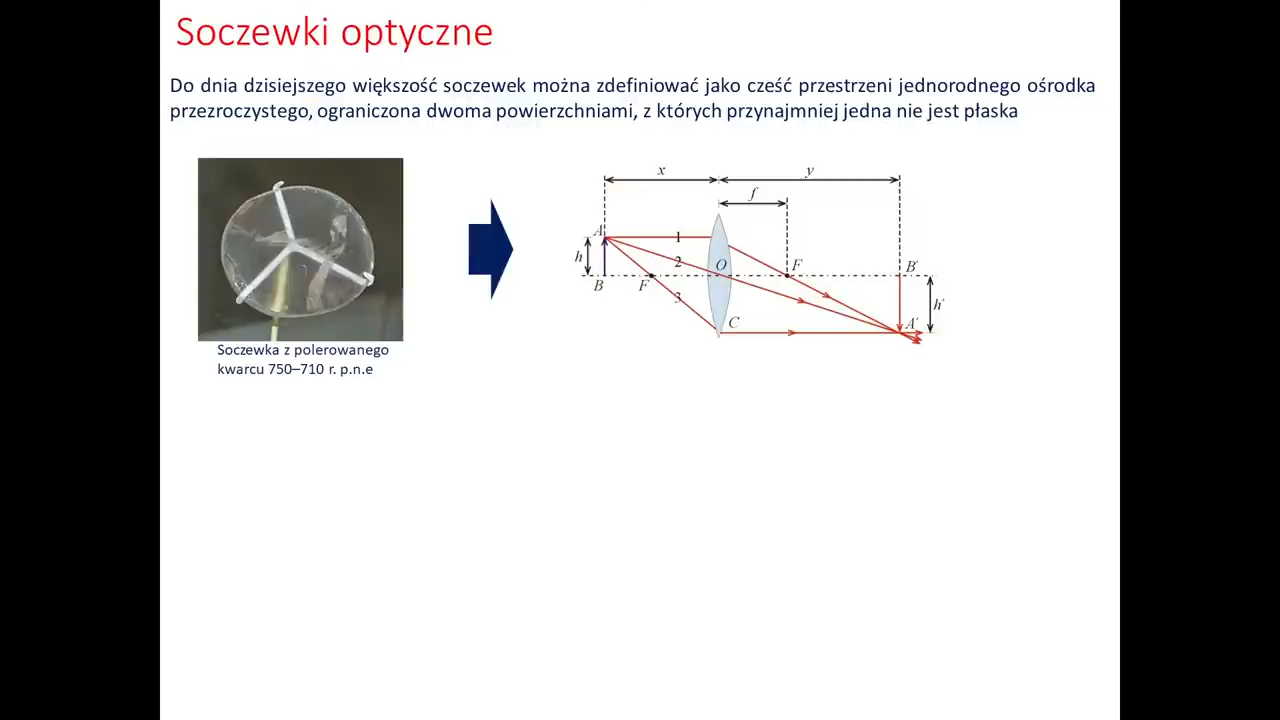 Soczewki optyczne
Do dnia dzisiejszego większość soczewek można zdefiniować jako cześć przestrzeni jednorodnego ośrodka
przezroczystego, ograniczona dwoma powierzchniami, z których przynajmniej jedna nie jest płaska
x
y
f
A
1
h
2
O
F
B'
B
F
3
h'
C
A'
Soczewka z polerowanego
kwarcu 750–710 r. p.n.e